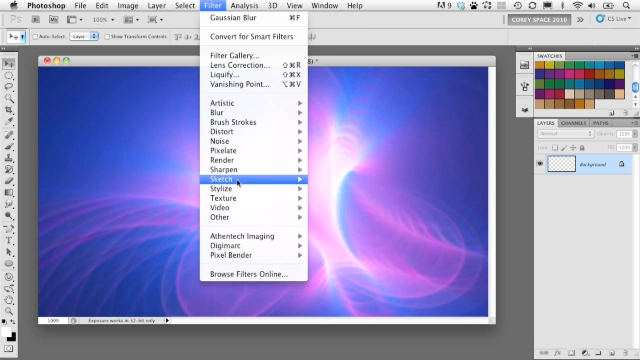 Photoshop File Edit Image Layer Select Filter Analysis 3D View Window Help
100%
COREY SPACE 2010
CS Live
Auto-Select: Layer Show Transform Controls
Gaussian Blur ⌘F
Convert for Smart Filters
Filter Gallery...
Lens Correction... ⇧⌘R
Liquify... ⇧⌘X
Vanishing Point... ⌥⌘V
Artistic
Blur
Brush Strokes
Distort
Noise
Pixelate
Render
Sharpen
Sketch
Stylize
Texture
Video
Other
Athentech Imaging
Digimarc
Pixel Bender
Browse Filters Online...
SWATCHES
LAYERS CHANNELS PATHS
Normal Opacity:
Lock: Fill:
Background
100% Exposure works in 32-bit only...